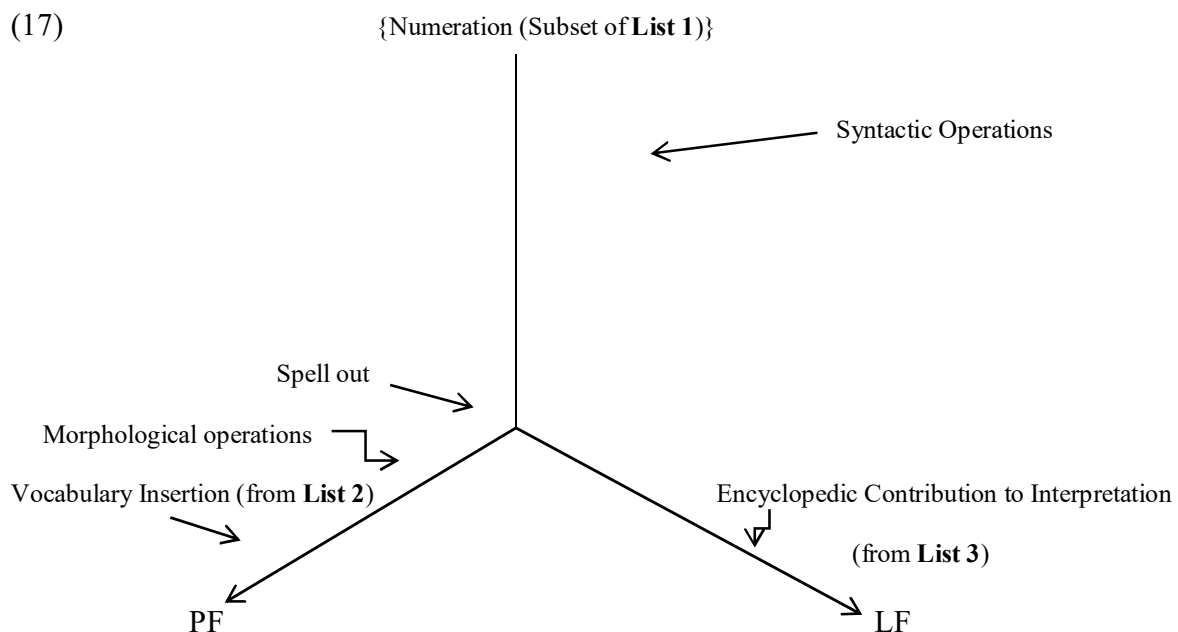 (17)
{Numeration (Subset of List 1)}
Syntactic Operations
Spell out
Morphological operations
Vocabulary Insertion (from List 2)
Encyclopedic Contribution to Interpretation
(from List 3)
PF
LF